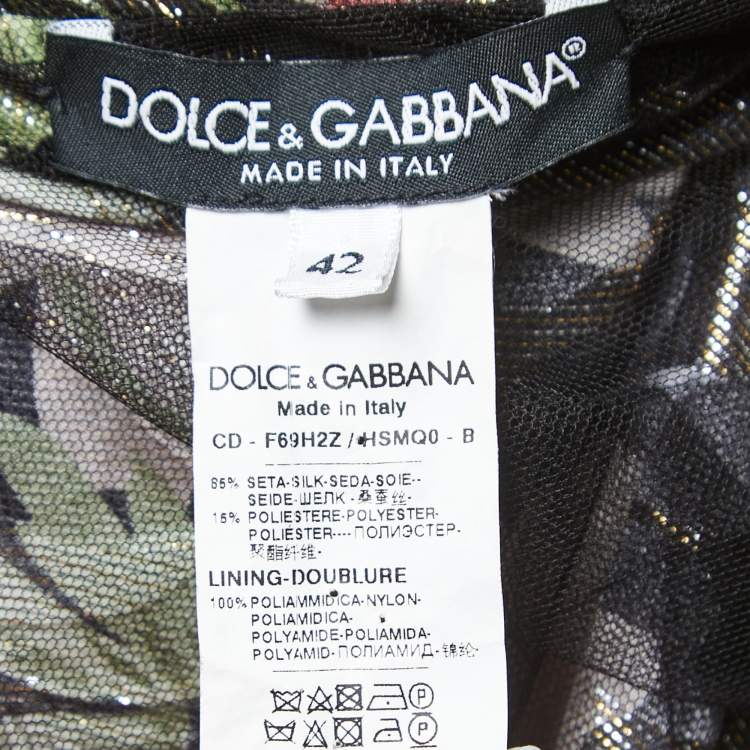 DOLCE & GABBANA®
MADE IN ITALY
42
DOLCE & GABBANA
Made in Italy
CD - F69H2Z / HSMQ0 - B
85% SETA-SILK-SEDA-SOIE--
SEIDE-ШЕЛК - 桑蚕丝-
15% POLIESTERE-POLYESTER-
POLIÉSTER----ПОЛИЭСТЕР-
聚酯纤维-
LINING-DOUBLURE
100% POLIAMMIDICA-NYLON-
POLIAMIDICA-
POLYAMIDE-POLIAMIDA-
POLYAMID-ПОЛИАМИД-锦纶-
P
P